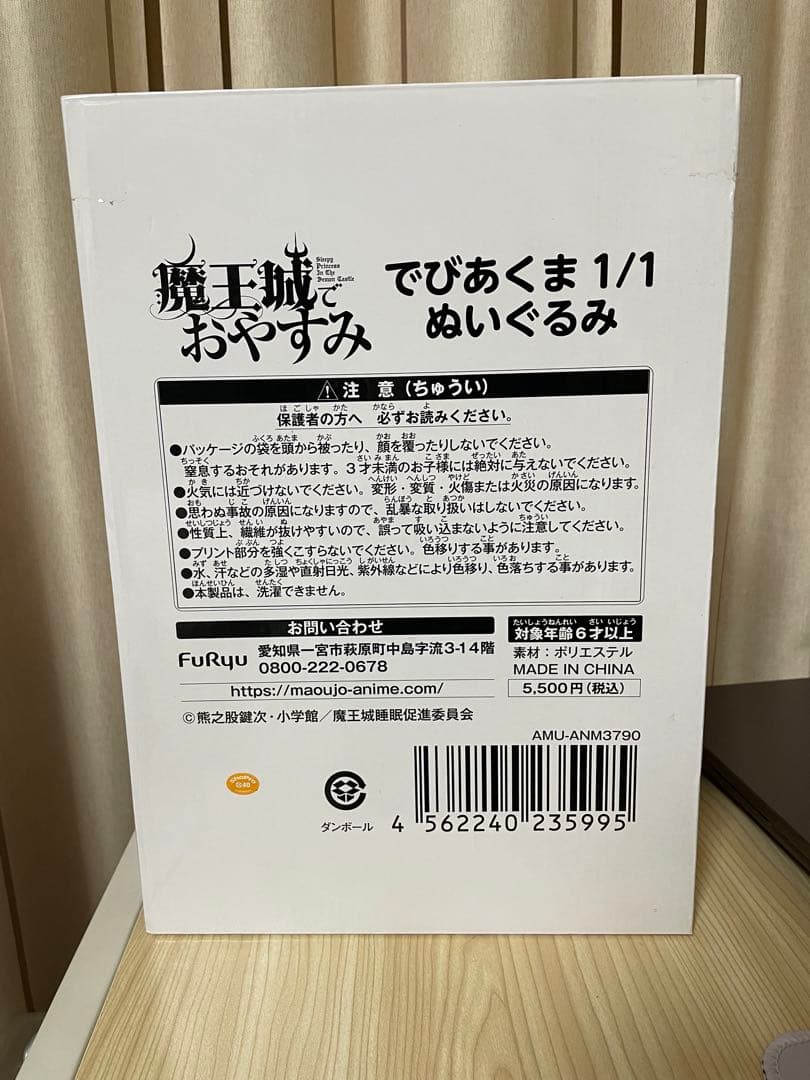 魔王城で
おやすみ
Sleepy
Princess
In The
Demon Castle
でびあくま 1/1
ぬいぐるみ
注 意（ちゅうい）
保護者の方へ 必ずお読みください。
●パッケージの袋を頭から被ったり、顔を覆ったりしないでください。
窒息するおそれがあります。3才未満のお子様には絶対に与えないでください。
●火気には近づけないでください。変形・変質・火傷または火災の原因になります。
●思わぬ事故の原因になりますので、乱暴な取り扱いはしないでください。
●性質上、繊維が抜けやすいので、誤って吸い込まないように注意してください。
●プリント部分を強くこすらないでください。色移りする事があります。
●水、汗などの多湿や直射日光、紫外線などにより色移り、色落ちする事があります。
●本製品は、洗濯できません。
お問い合わせ
FuRyu
愛知県一宮市萩原町中島字流3-1 4階
0800-222-0678
https://maoujo-anime.com/
対象年齢6才以上
素材：ポリエステル
MADE IN CHINA
5,500円（税込）
©熊之股鍵次・小学館／魔王城睡眠促進委員会
AMU-ANM3790
ダンボール
4 562240 235995